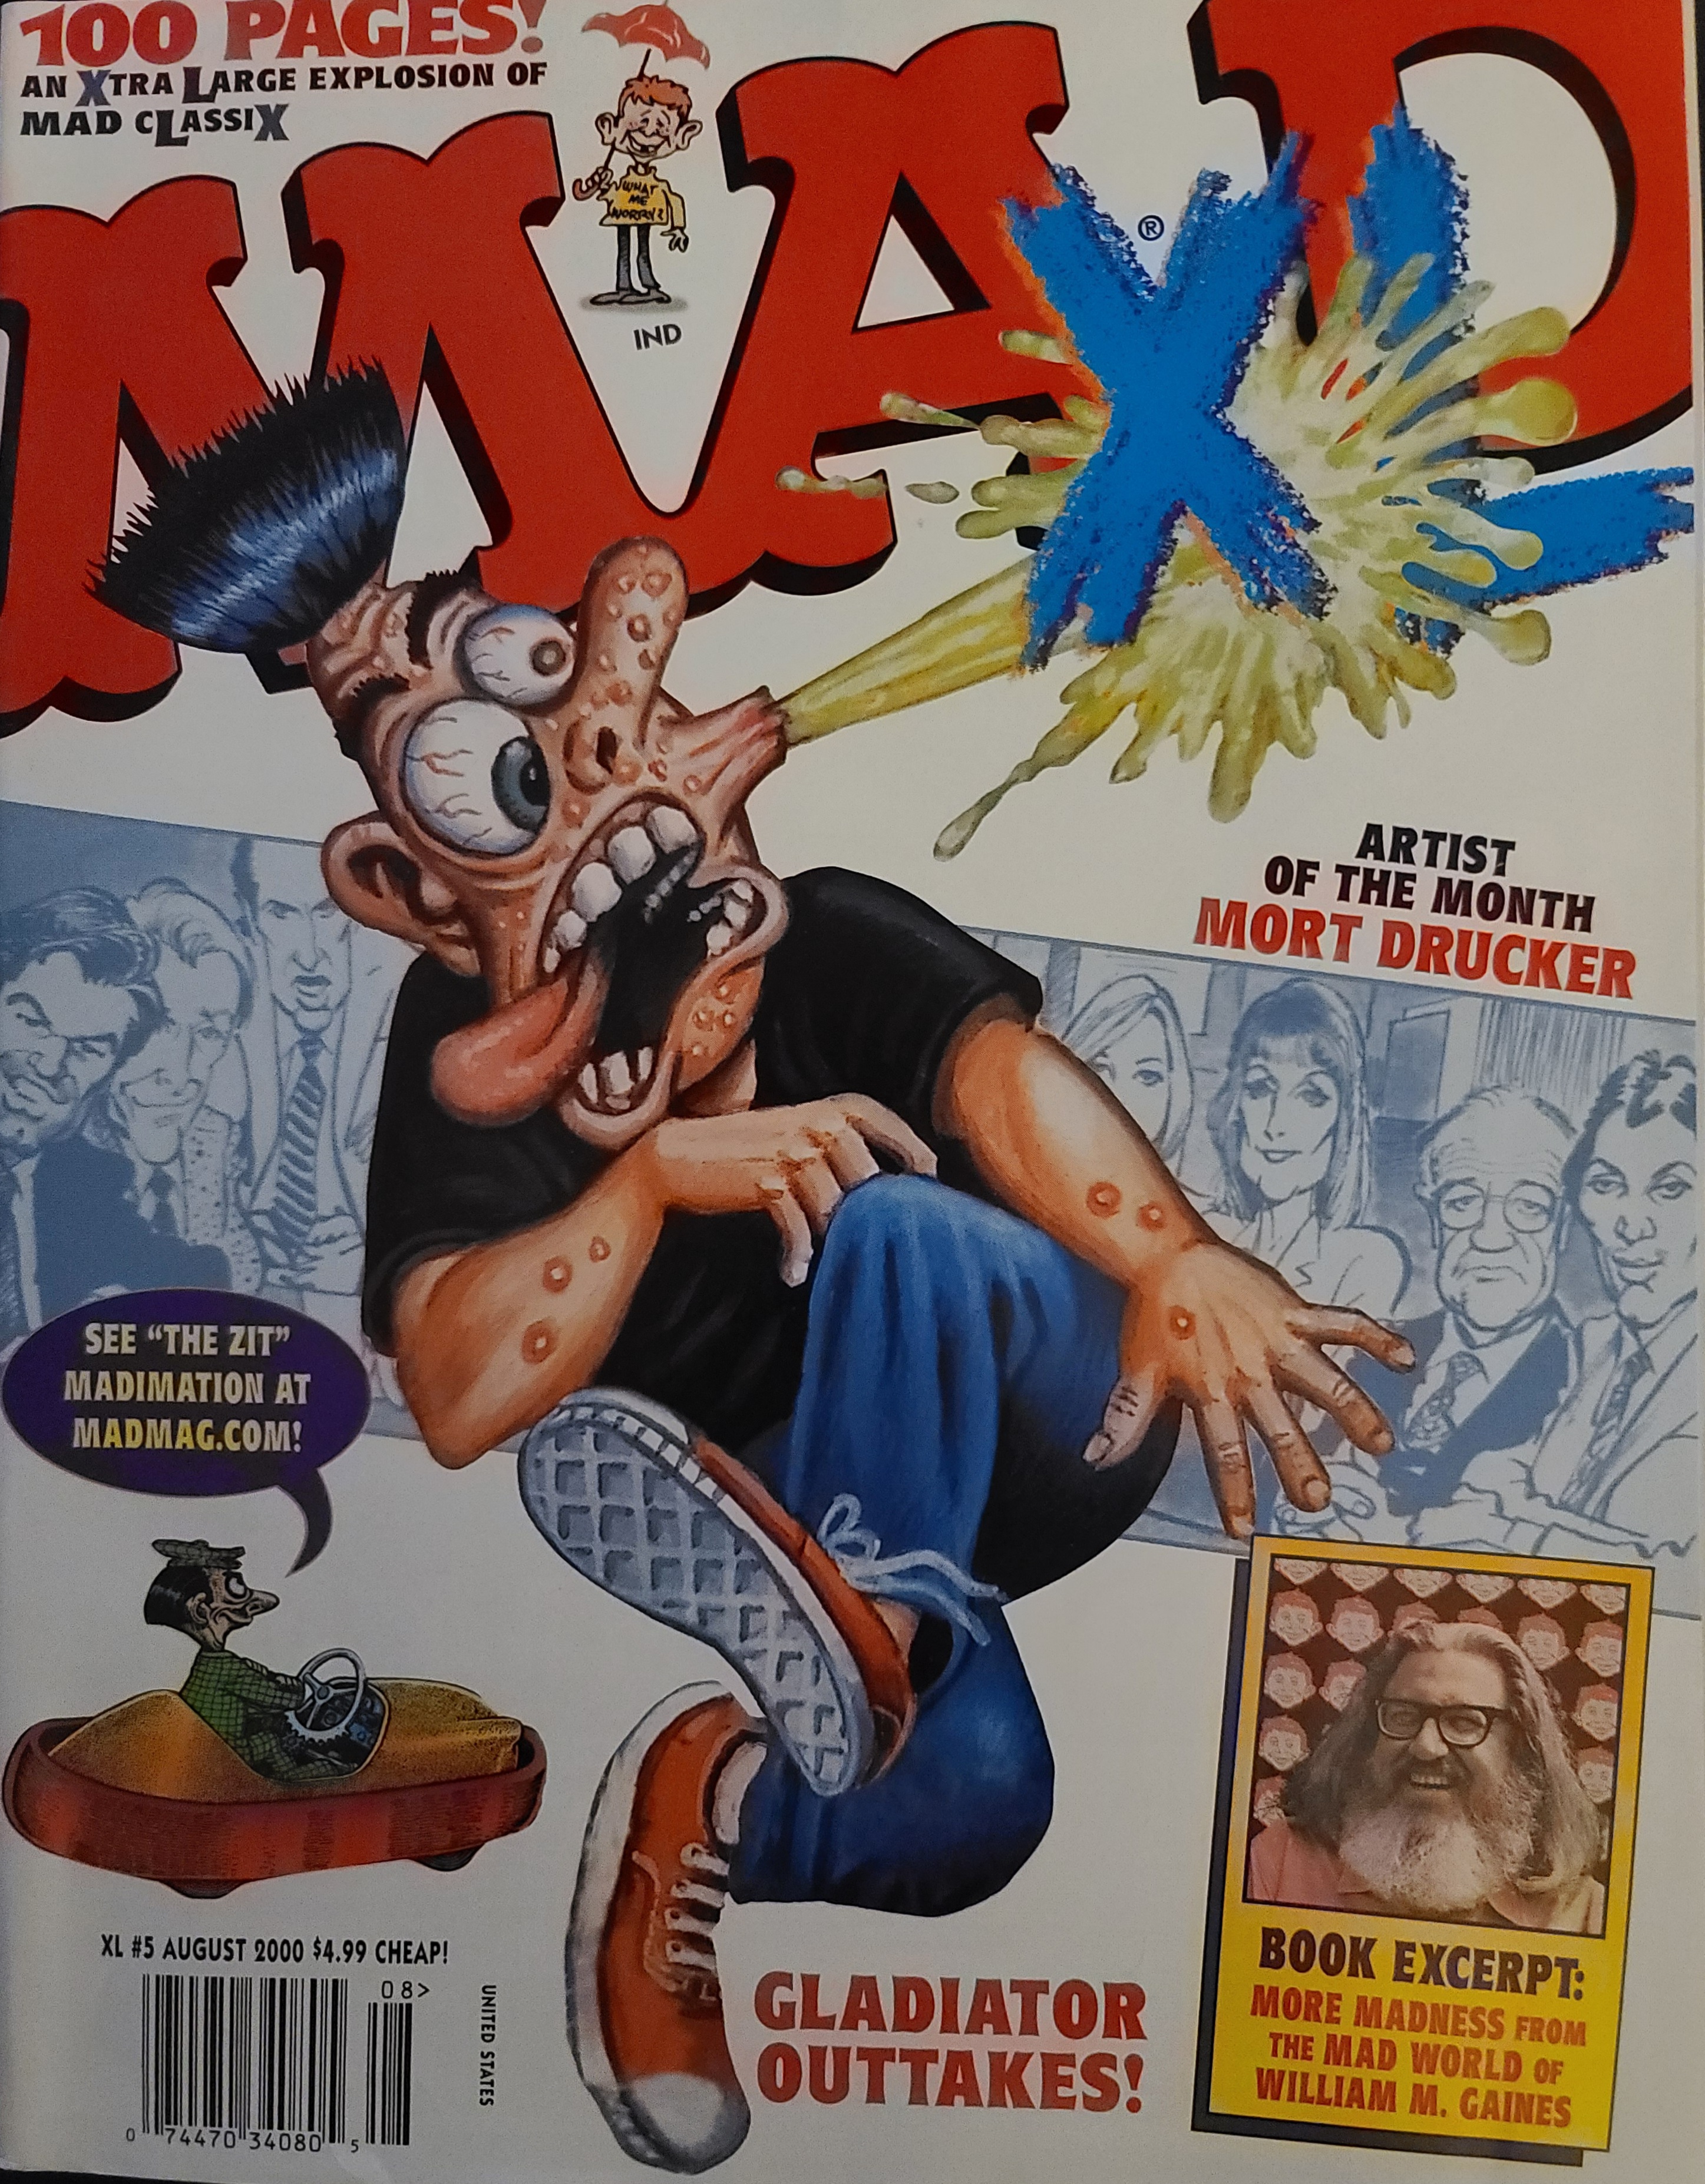 100 PAGES!
AN XTRA LARGE EXPLOSION OF
MAD CLASSIX
MAD
XL
®
WHAT
ME
WORRY?
IND
ARTIST
OF THE MONTH
MORT DRUCKER
SEE “THE ZIT”
MADIMATION AT
MADMAG.COM!
XL #5 AUGUST 2000 $4.99 CHEAP!
08>
UNITED STATES
0 74470 34080 5
GLADIATOR
OUTTAKES!
BOOK EXCERPT:
MORE MADNESS FROM
THE MAD WORLD OF
WILLIAM M. GAINES